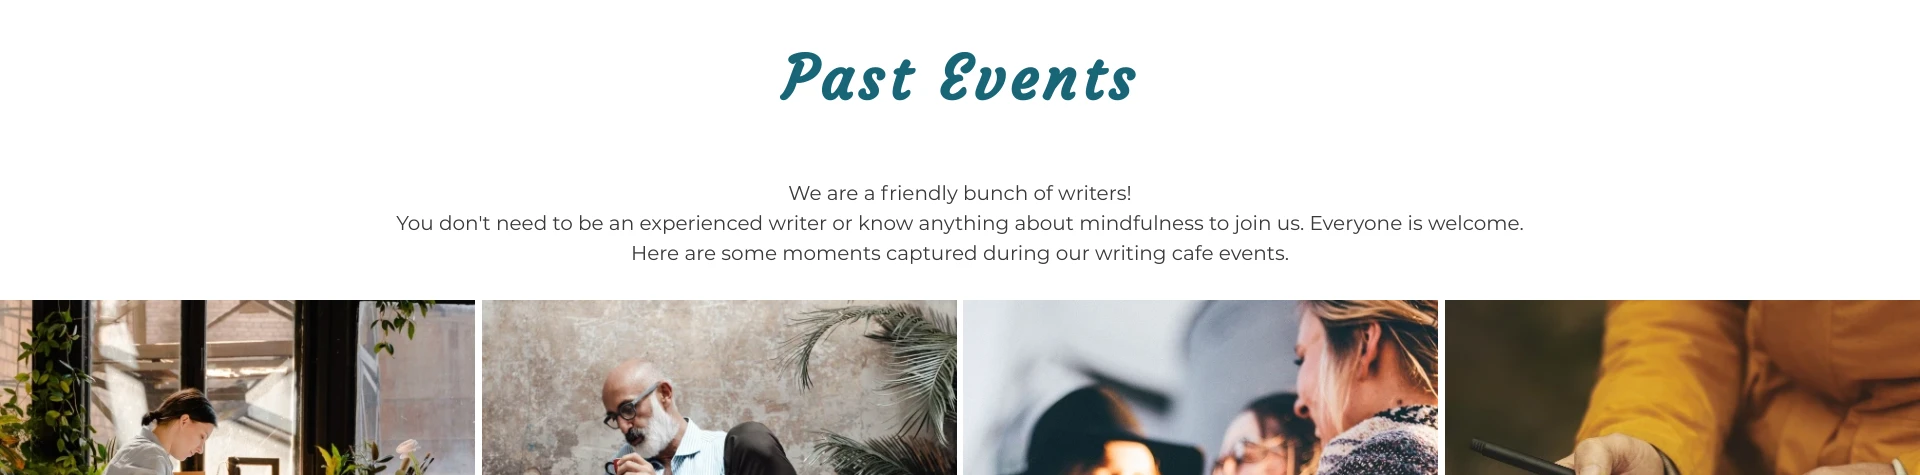 Past Events
We are a friendly bunch of writers!
You don't need to be an experienced writer or know anything about mindfulness to join us. Everyone is welcome.
Here are some moments captured during our writing cafe events.